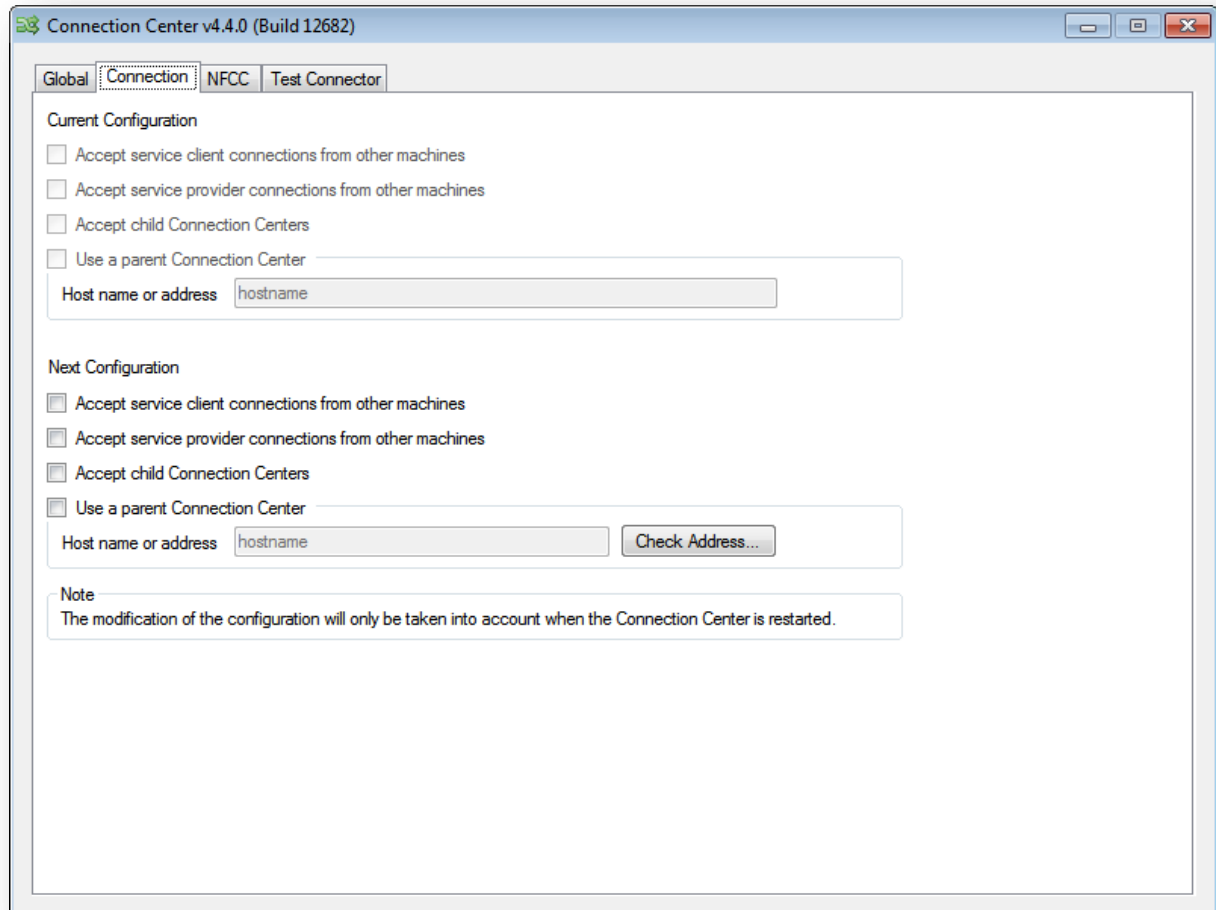 Connection Center v4.4.0 (Build 12682)
Global Connection NFCC Test Connector
Current Configuration
Accept service client connections from other machines
Accept service provider connections from other machines
Accept child Connection Centers
Use a parent Connection Center
Host name or address hostname
Next Configuration
Accept service client connections from other machines
Accept service provider connections from other machines
Accept child Connection Centers
Use a parent Connection Center
Host name or address hostname Check Address...
Note
The modification of the configuration will only be taken into account when the Connection Center is restarted.